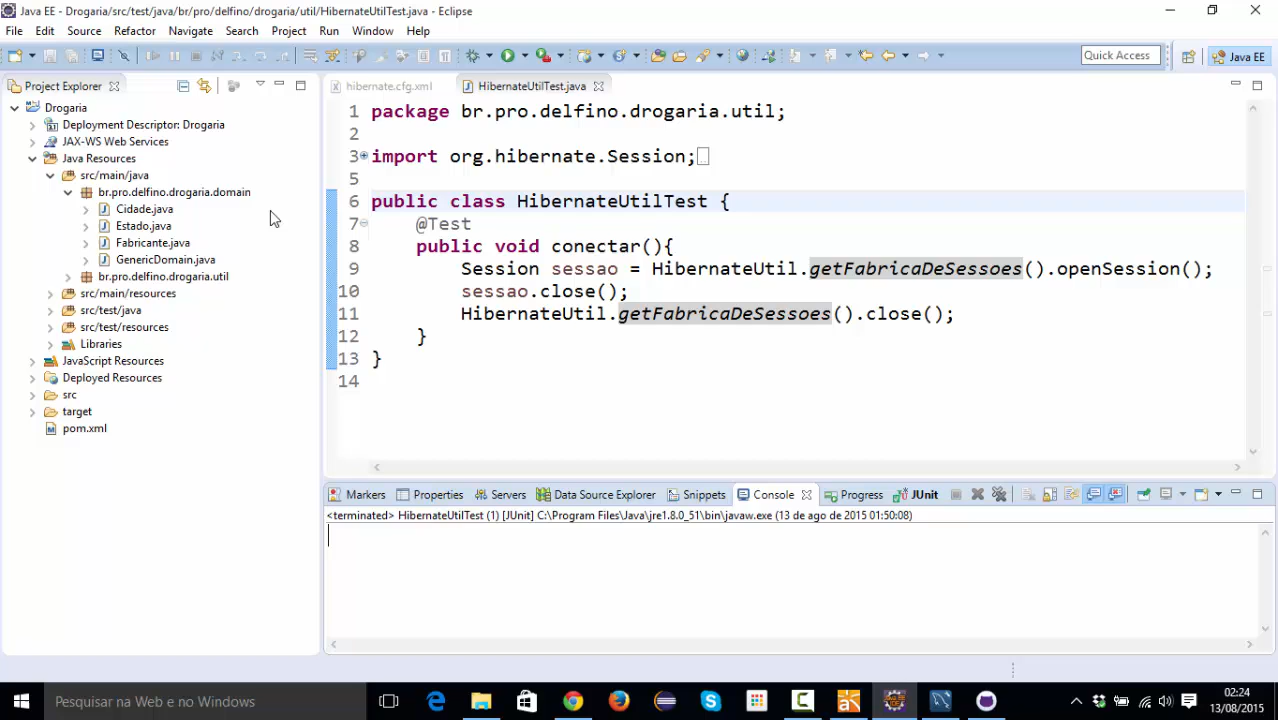 Java EE - Drogaria/src/test/java/br/pro/delfino/drogaria/util/HibernateUtilTest.java - Eclipse
File Edit Source Refactor Navigate Search Project Run Window Help
Quick Access Java EE
Project Explorer
Drogaria
Deployment Descriptor: Drogaria
JAX-WS Web Services
Java Resources
src/main/java
br.pro.delfino.drogaria.domain
Cidade.java
Estado.java
Fabricante.java
GenericDomain.java
br.pro.delfino.drogaria.util
src/main/resources
src/test/java
src/test/resources
Libraries
JavaScript Resources
Deployed Resources
src
target
pom.xml
hibernate.cfg.xml HibernateUtilTest.java
1 package br.pro.delfino.drogaria.util;
2
3 import org.hibernate.Session;
5
6 public class HibernateUtilTest {
7 @Test
8 public void conectar(){
9 Session sessao = HibernateUtil.getFabricaDeSessoes().openSession();
10 sessao.close();
11 HibernateUtil.getFabricaDeSessoes().close();
12 }
13 }
14
Markers Properties Servers Data Source Explorer Snippets Console Progress JUnit
<terminated> HibernateUtilTest (1) [JUnit] C:\Program Files\Java\jre1.8.0_51\bin\javaw.exe (13 de ago de 2015 01:50:08)
Pesquisar na Web e no Windows
02:24
13/08/2015